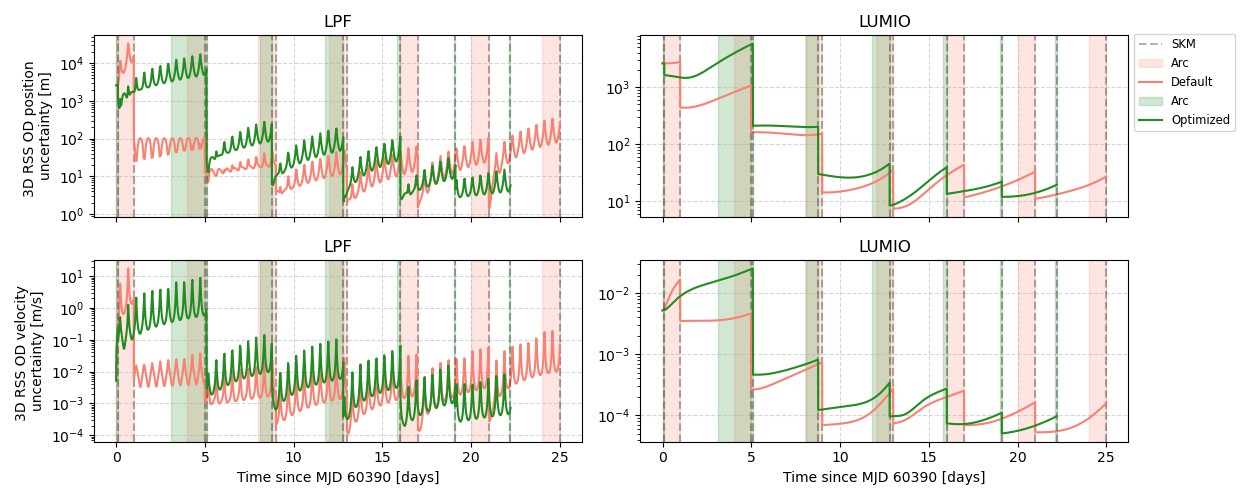 LPF
LUMIO
3D RSS OD position
uncertainty [m]
10⁴
10³
10²
10¹
10⁰
10³
10²
10¹
SKM
Arc
Default
Arc
Optimized
LPF
LUMIO
3D RSS OD velocity
uncertainty [m/s]
10¹
10⁰
10⁻¹
10⁻²
10⁻³
10⁻⁴
10⁻²
10⁻³
10⁻⁴
0 5 10 15 20 25
0 5 10 15 20 25
Time since MJD 60390 [days]
Time since MJD 60390 [days]